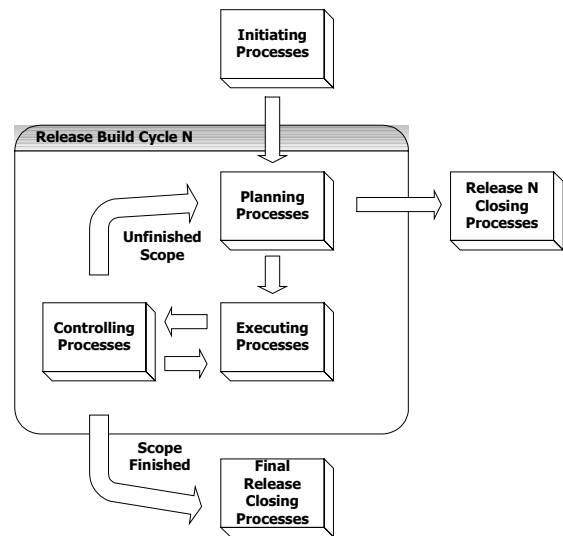 Initiating
Processes
Release Build Cycle N
Planning
Processes
Release N
Closing
Processes
Unfinished
Scope
Controlling
Processes
Executing
Processes
Scope
Finished
Final
Release
Closing
Processes